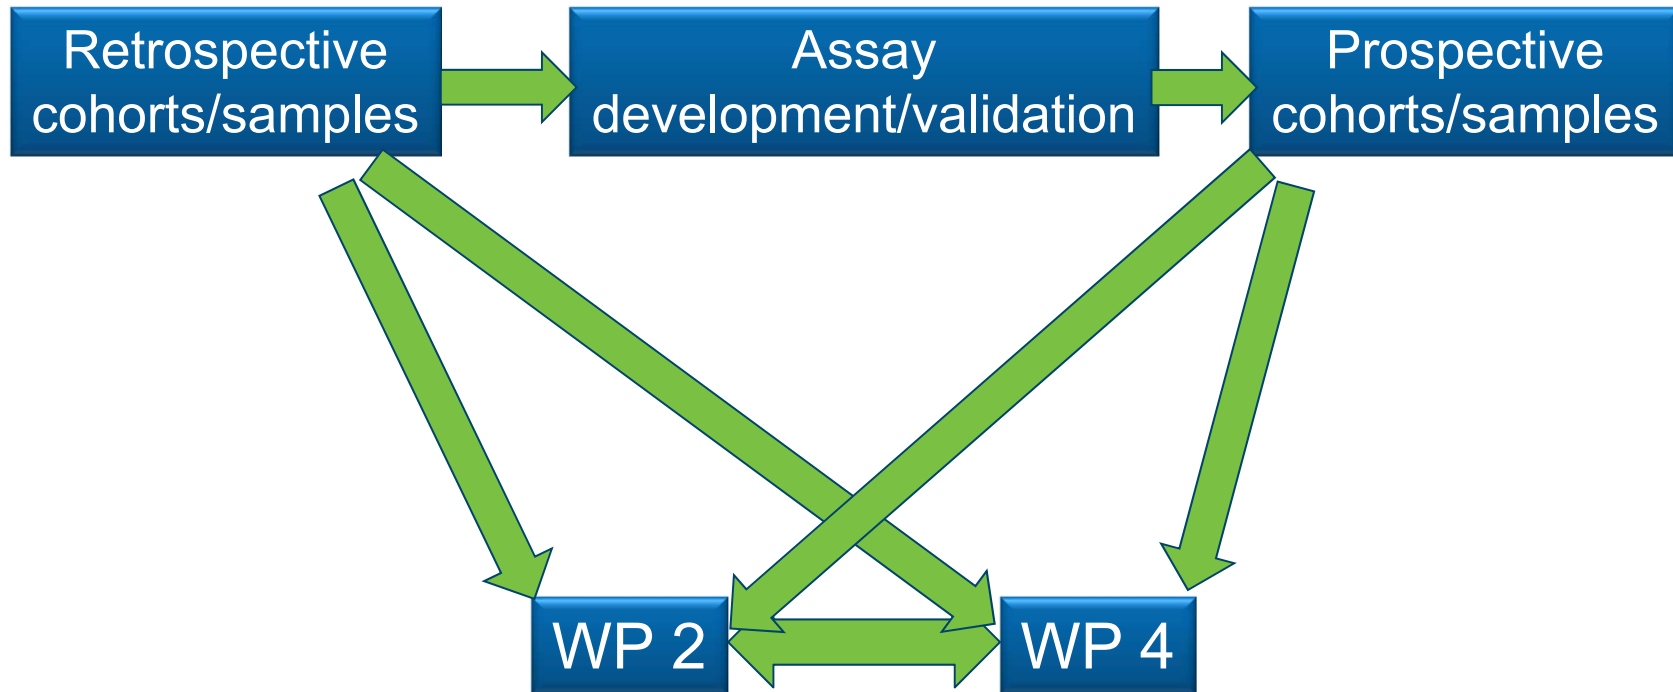 Retrospective
cohorts/samples
Assay
development/validation
Prospective
cohorts/samples
WP 2
WP 4